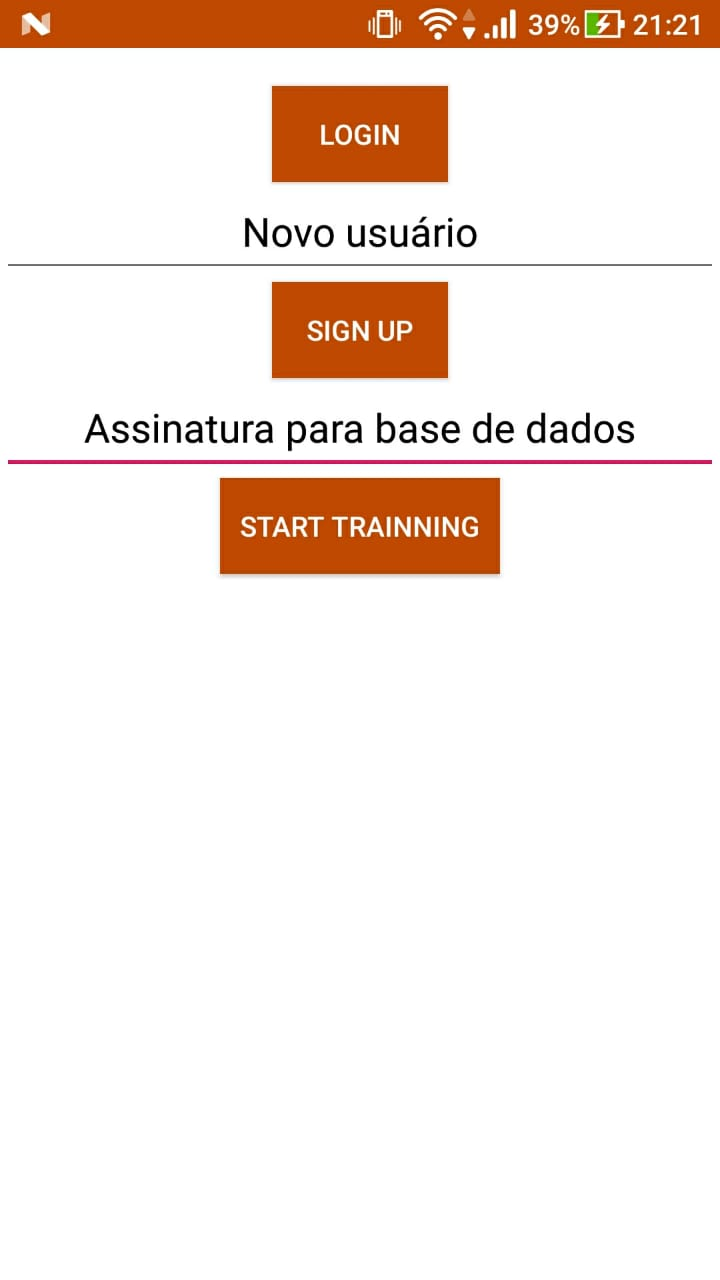 39% 21:21
LOGIN
Novo usuário
SIGN UP
Assinatura para base de dados
START TRAINNING